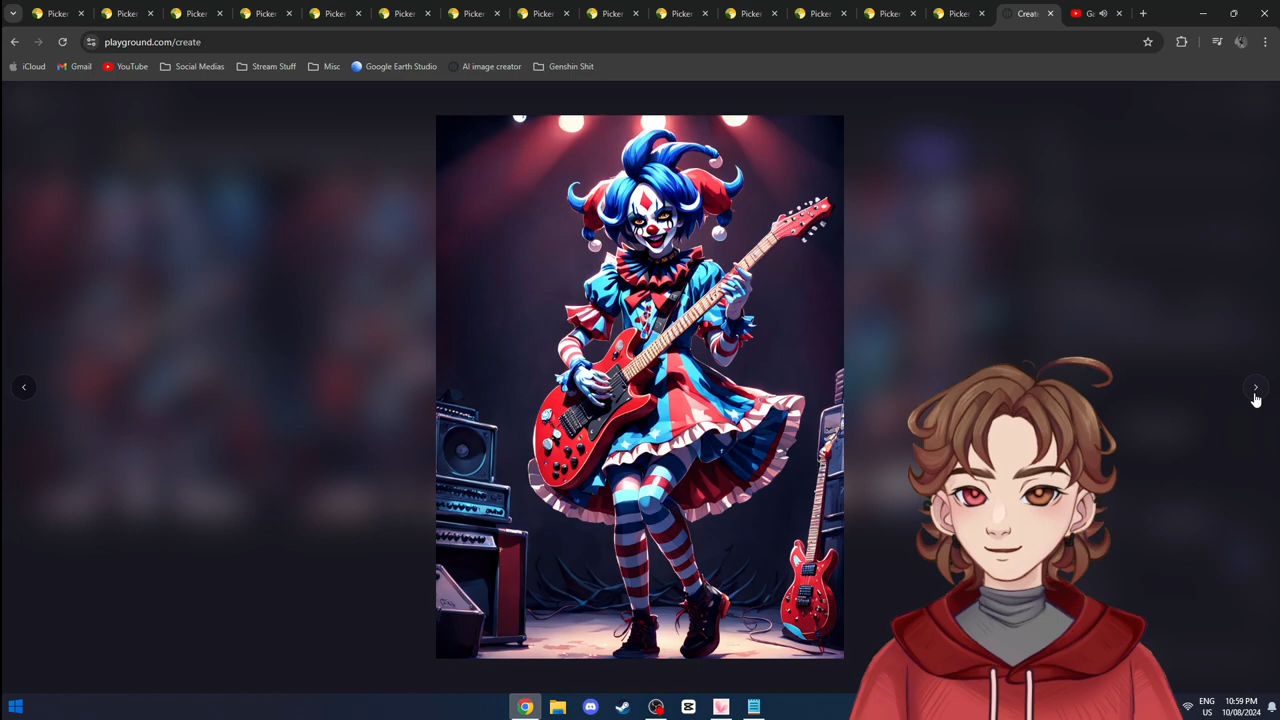 Picker Picker Picker Picker Picker Picker Picker Picker Picker Picker Picker Picker Picker Picker Creat Ga
playground.com/create
iCloud Gmail YouTube Social Medias Stream Stuff Misc Google Earth Studio AI image creator Genshin Shit
ENG 10:59 PM
US 10/08/2024